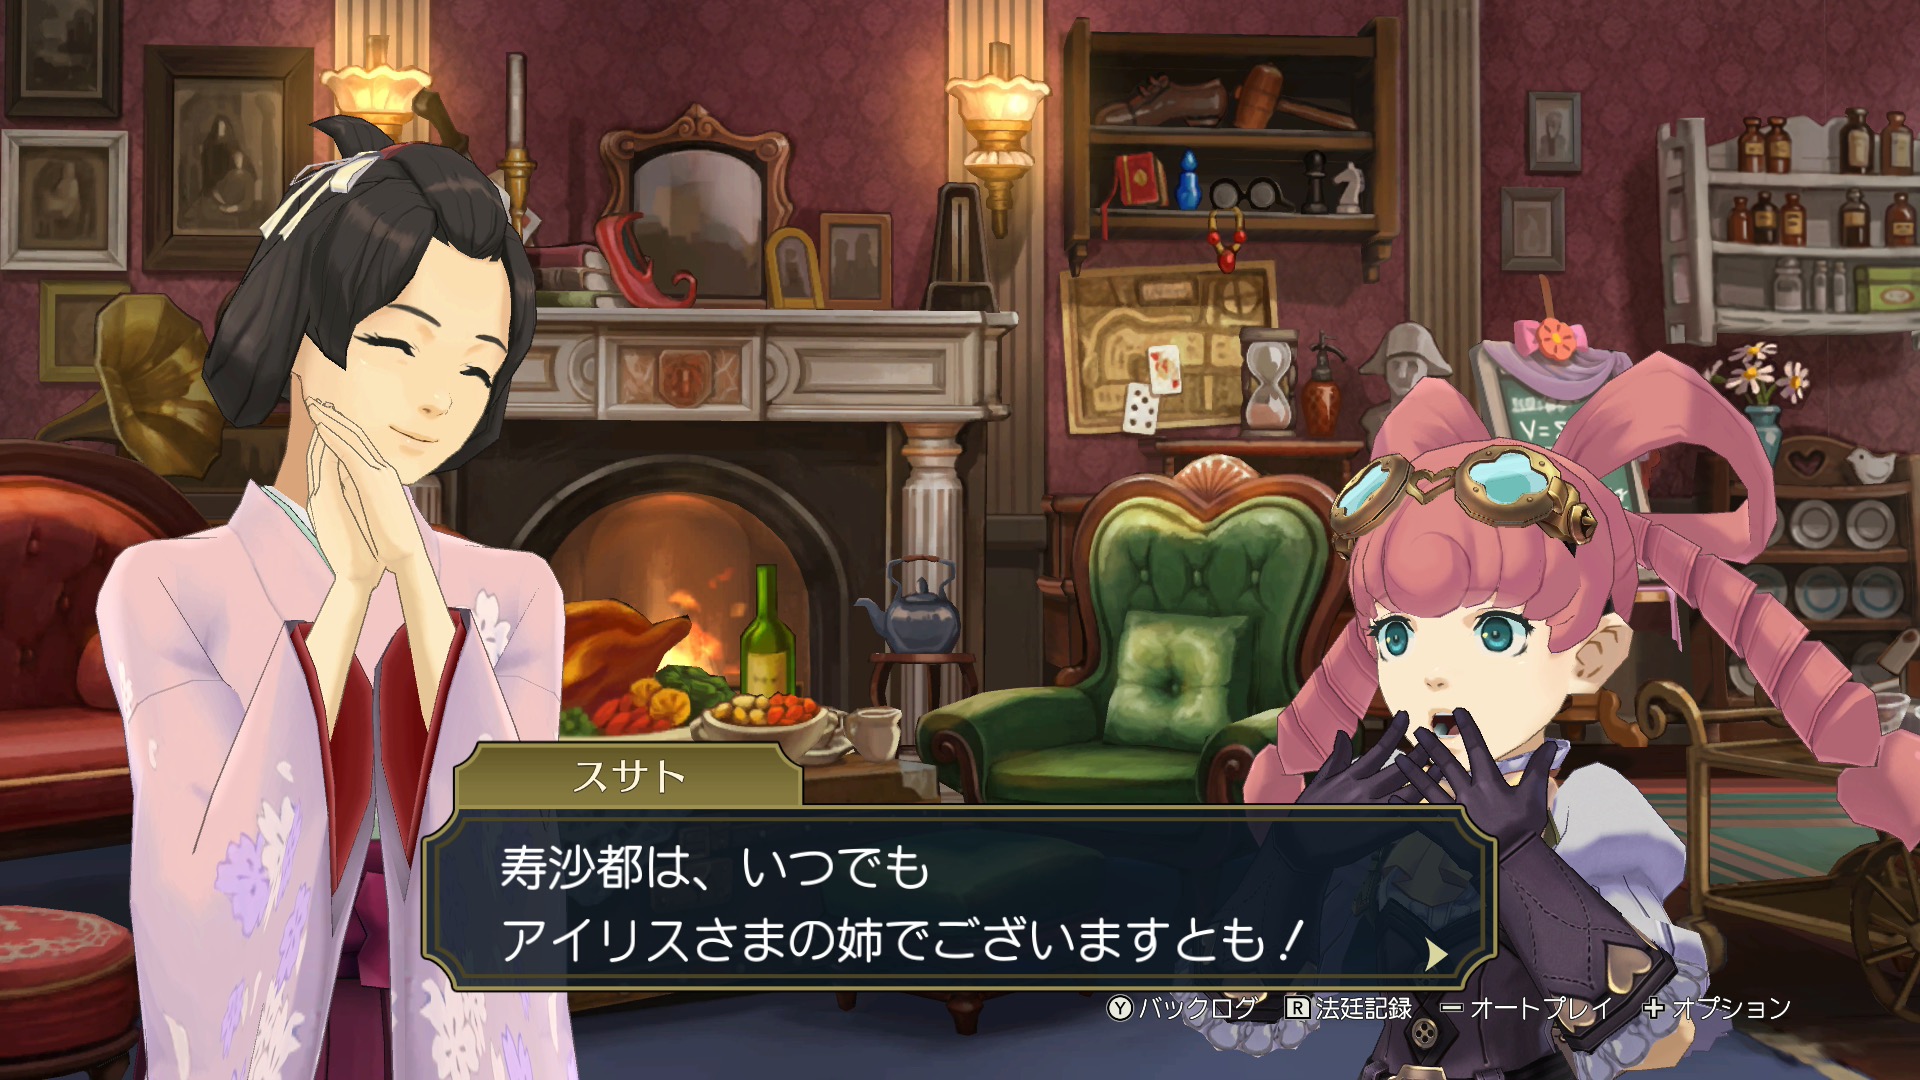 V=
スサト
寿沙都は、いつでも
アイリスさまの姉でございますとも！
Ⓨバックログ R法廷記録 －オートプレイ ＋オプション